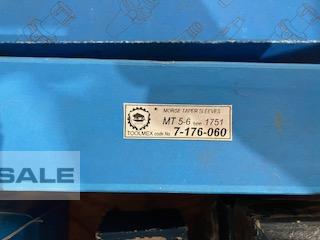 MORSE TAPER SLEEVES
MT 5-6 type 1751
TOOLMEX code No 7-176-060
SALE